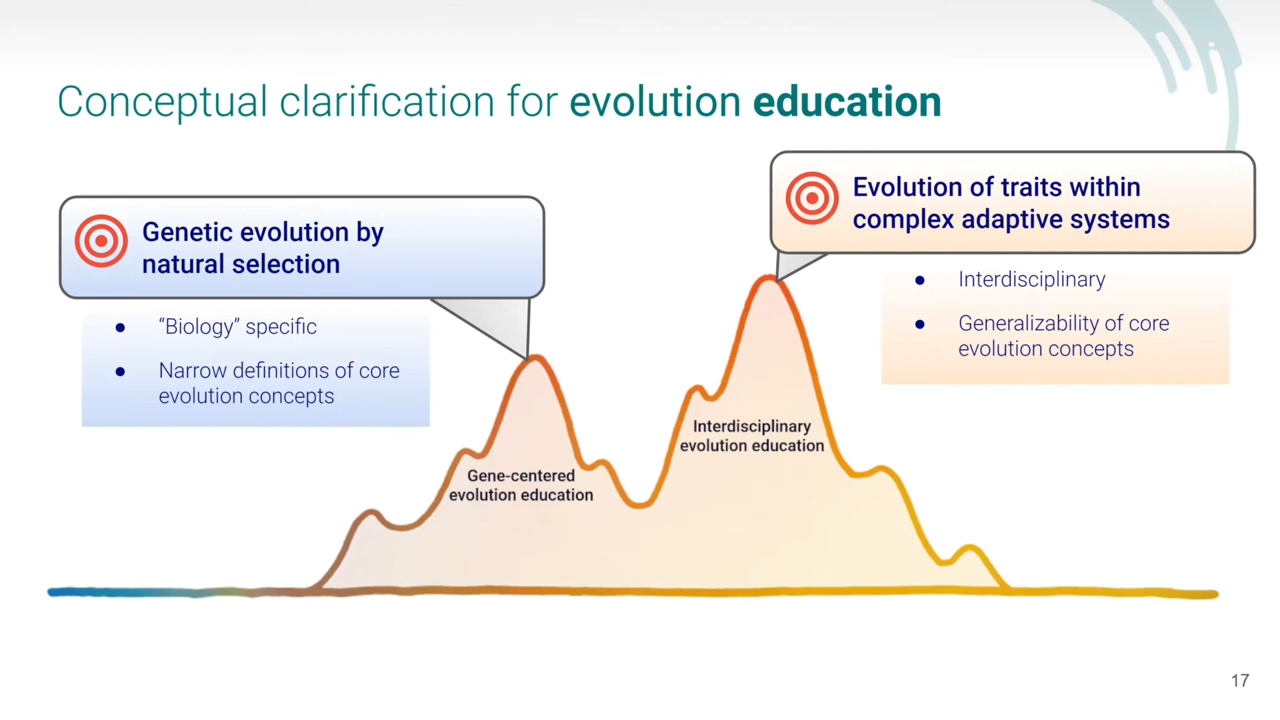 Conceptual clarification for evolution education
Genetic evolution by
natural selection
● “Biology” specific
● Narrow definitions of core
evolution concepts
Evolution of traits within
complex adaptive systems
● Interdisciplinary
● Generalizability of core
evolution concepts
Gene-centered
evolution education
Interdisciplinary
evolution education
17